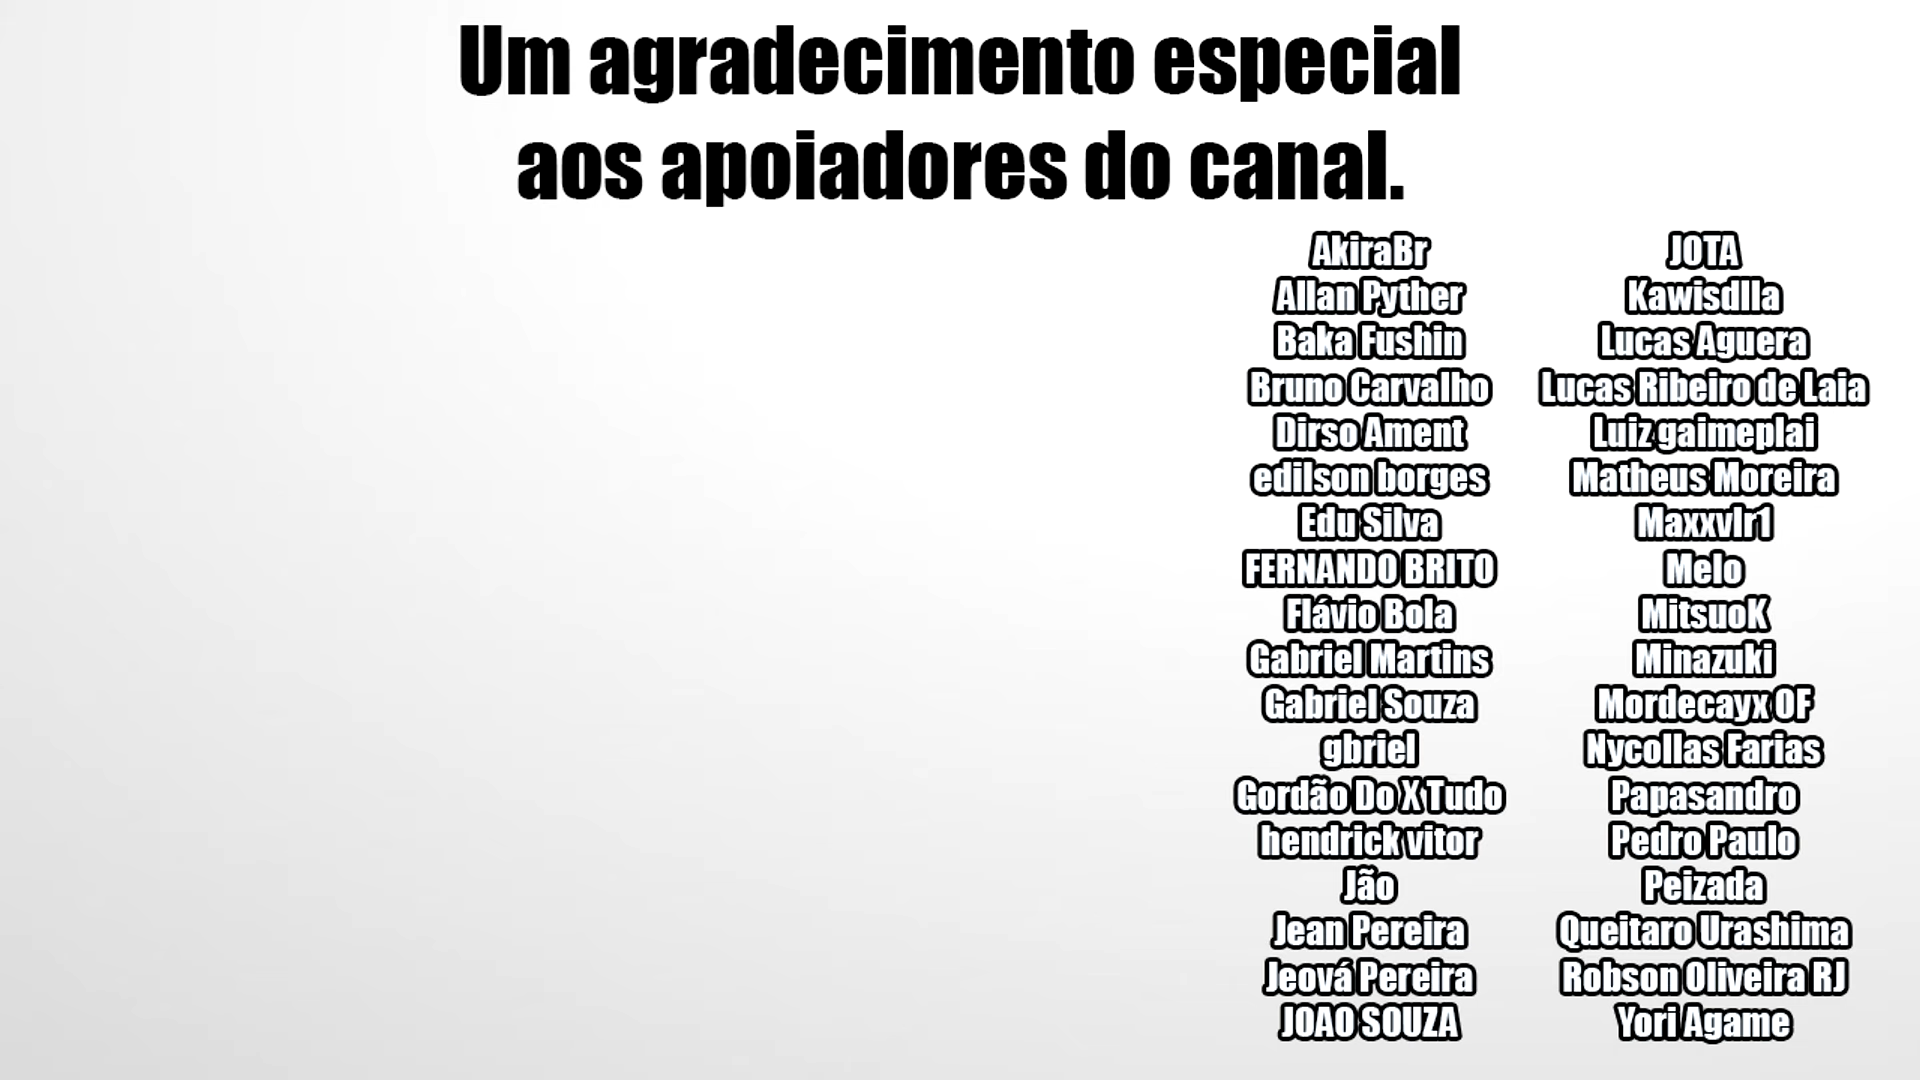 Um agradecimento especial
aos apoiadores do canal.
AkiraBr
Allan Pyther
Baka Fushin
Bruno Carvalho
Dirso Ament
edilson borges
Edu Silva
FERNANDO BRITO
Flávio Bola
Gabriel Martins
Gabriel Souza
gbriel
Gordão Do X Tudo
hendrick vitor
Jão
Jean Pereira
Jeová Pereira
JOAO SOUZA
JOTA
Kawisdlla
Lucas Aguera
Lucas Ribeiro de Laia
Luiz gaimeplai
Matheus Moreira
Maxxvlr1
Melo
MitsuoK
Minazuki
Mordecayx OF
Nycollas Farias
Papasandro
Pedro Paulo
Peizada
Queitaro Urashima
Robson Oliveira RJ
Yori Agame